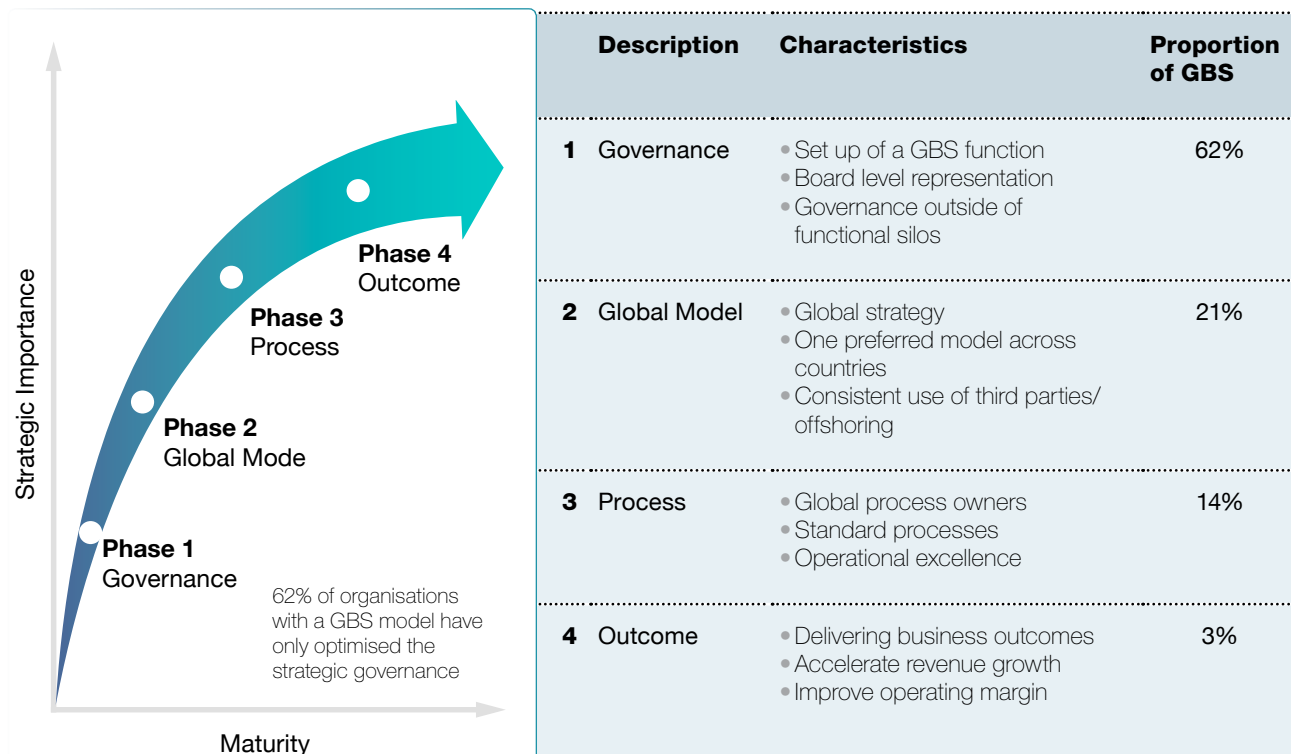 Strategic Importance
Phase 4
Outcome
Phase 3
Process
Phase 2
Global Mode
Phase 1
Governance
62% of organisations
with a GBS model have
only optimised the
strategic governance
Maturity
Description Characteristics Proportion
of GBS
1 Governance • Set up of a GBS function 62%
• Board level representation
• Governance outside of
functional silos
2 Global Model • Global strategy 21%
• One preferred model across
countries
• Consistent use of third parties/
offshoring
3 Process • Global process owners 14%
• Standard processes
• Operational excellence
4 Outcome • Delivering business outcomes 3%
• Accelerate revenue growth
• Improve operating margin